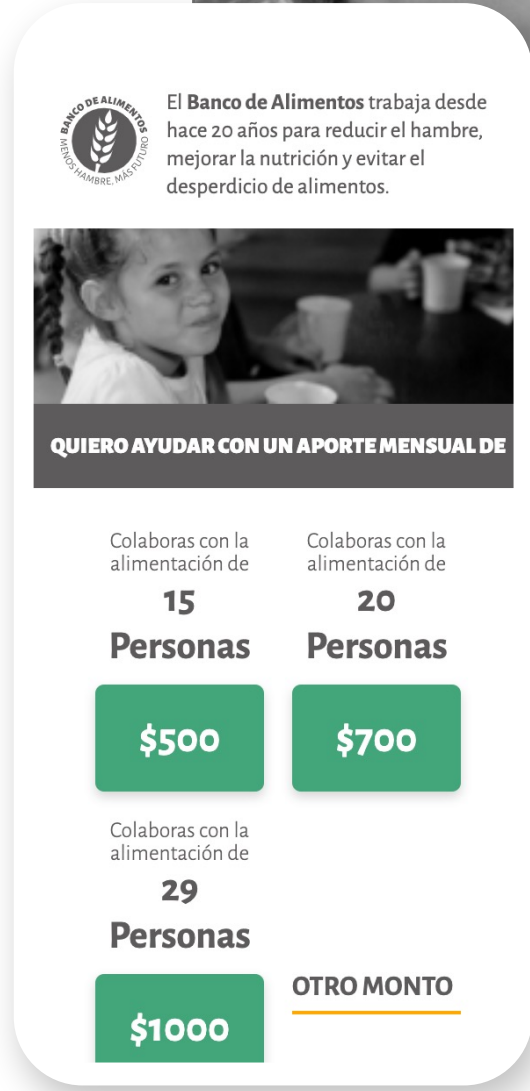 BANCO DE ALIMENTOS
MENOS HAMBRE, MÁS FUTURO
El Banco de Alimentos trabaja desde
hace 20 años para reducir el hambre,
mejorar la nutrición y evitar el
desperdicio de alimentos.
QUIERO AYUDAR CON UN APORTE MENSUAL DE
Colaboras con la
alimentación de
15
Personas
$500
Colaboras con la
alimentación de
20
Personas
$700
Colaboras con la
alimentación de
29
Personas
$1000
OTRO MONTO